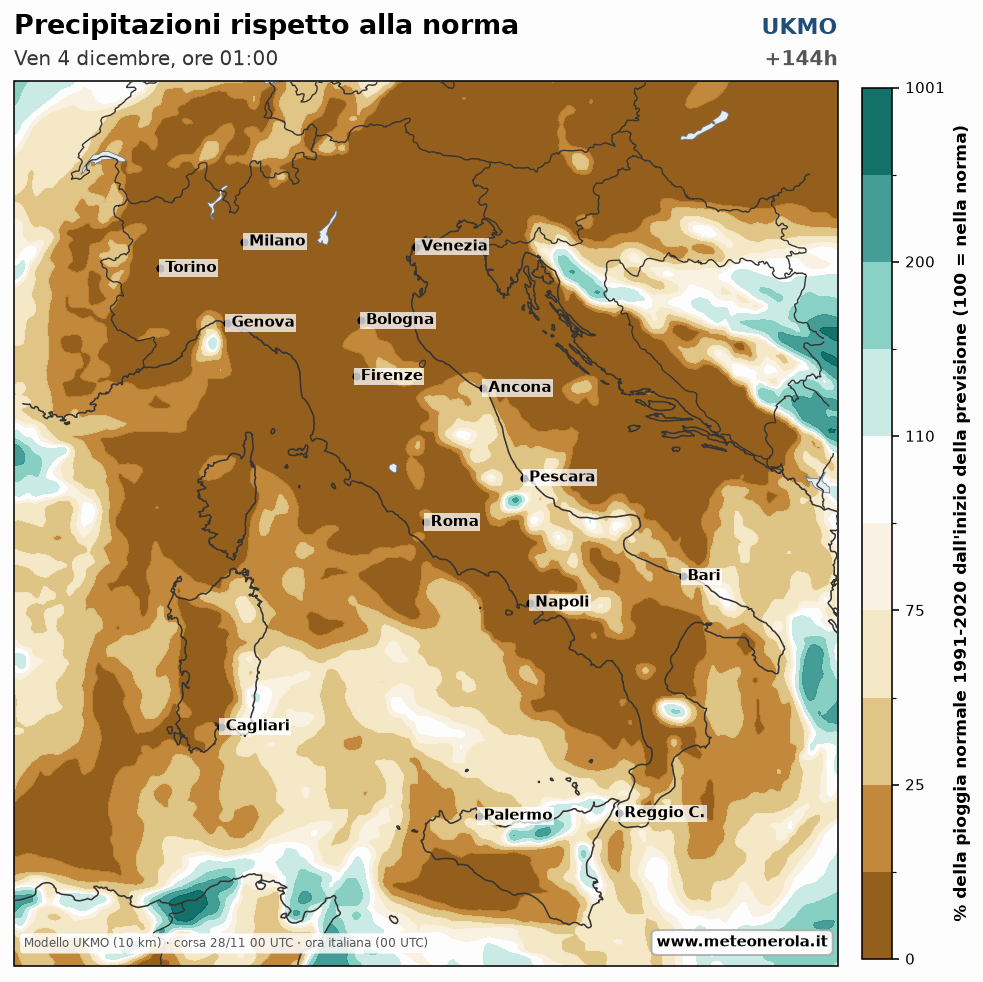 Precipitazioni rispetto alla norma
UKMO
Ven 4 dicembre, ore 01:00
+144h
1001
200
110
75
25
0
% della pioggia normale 1991-2020 dall'inizio della previsione (100 = nella norma)
Milano
Venezia
Torino
Genova
Bologna
Firenze
Ancona
Pescara
Roma
Bari
Napoli
Cagliari
Palermo
Reggio C.
Modello UKMO (10 km) · corsa 28/11 00 UTC · ora italiana (00 UTC)
www.meteonerola.it